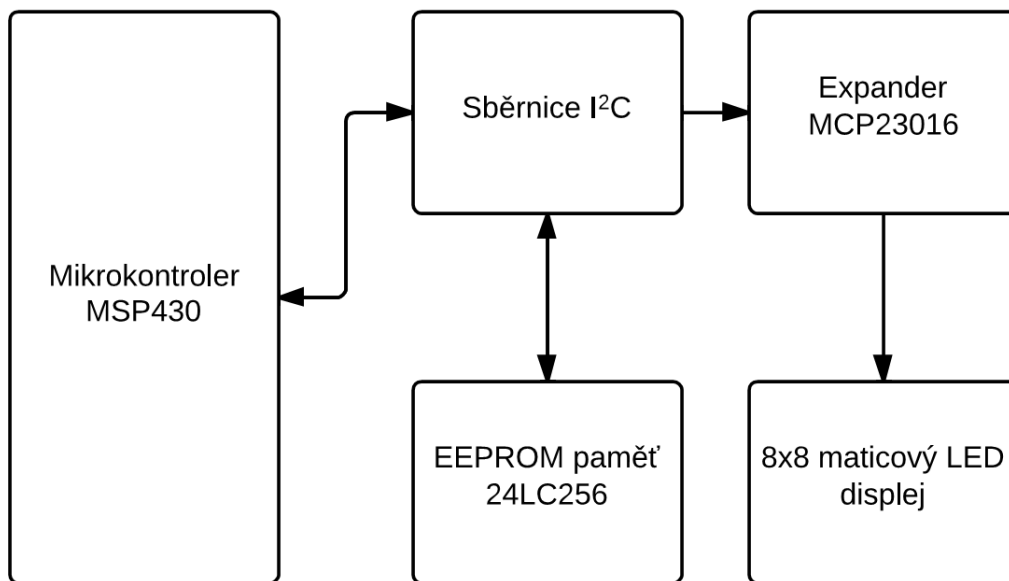 Mikrokontroler
MSP430
Sběrnice I²C
Expander
MCP23016
EEPROM paměť
24LC256
8x8 maticový LED
displej